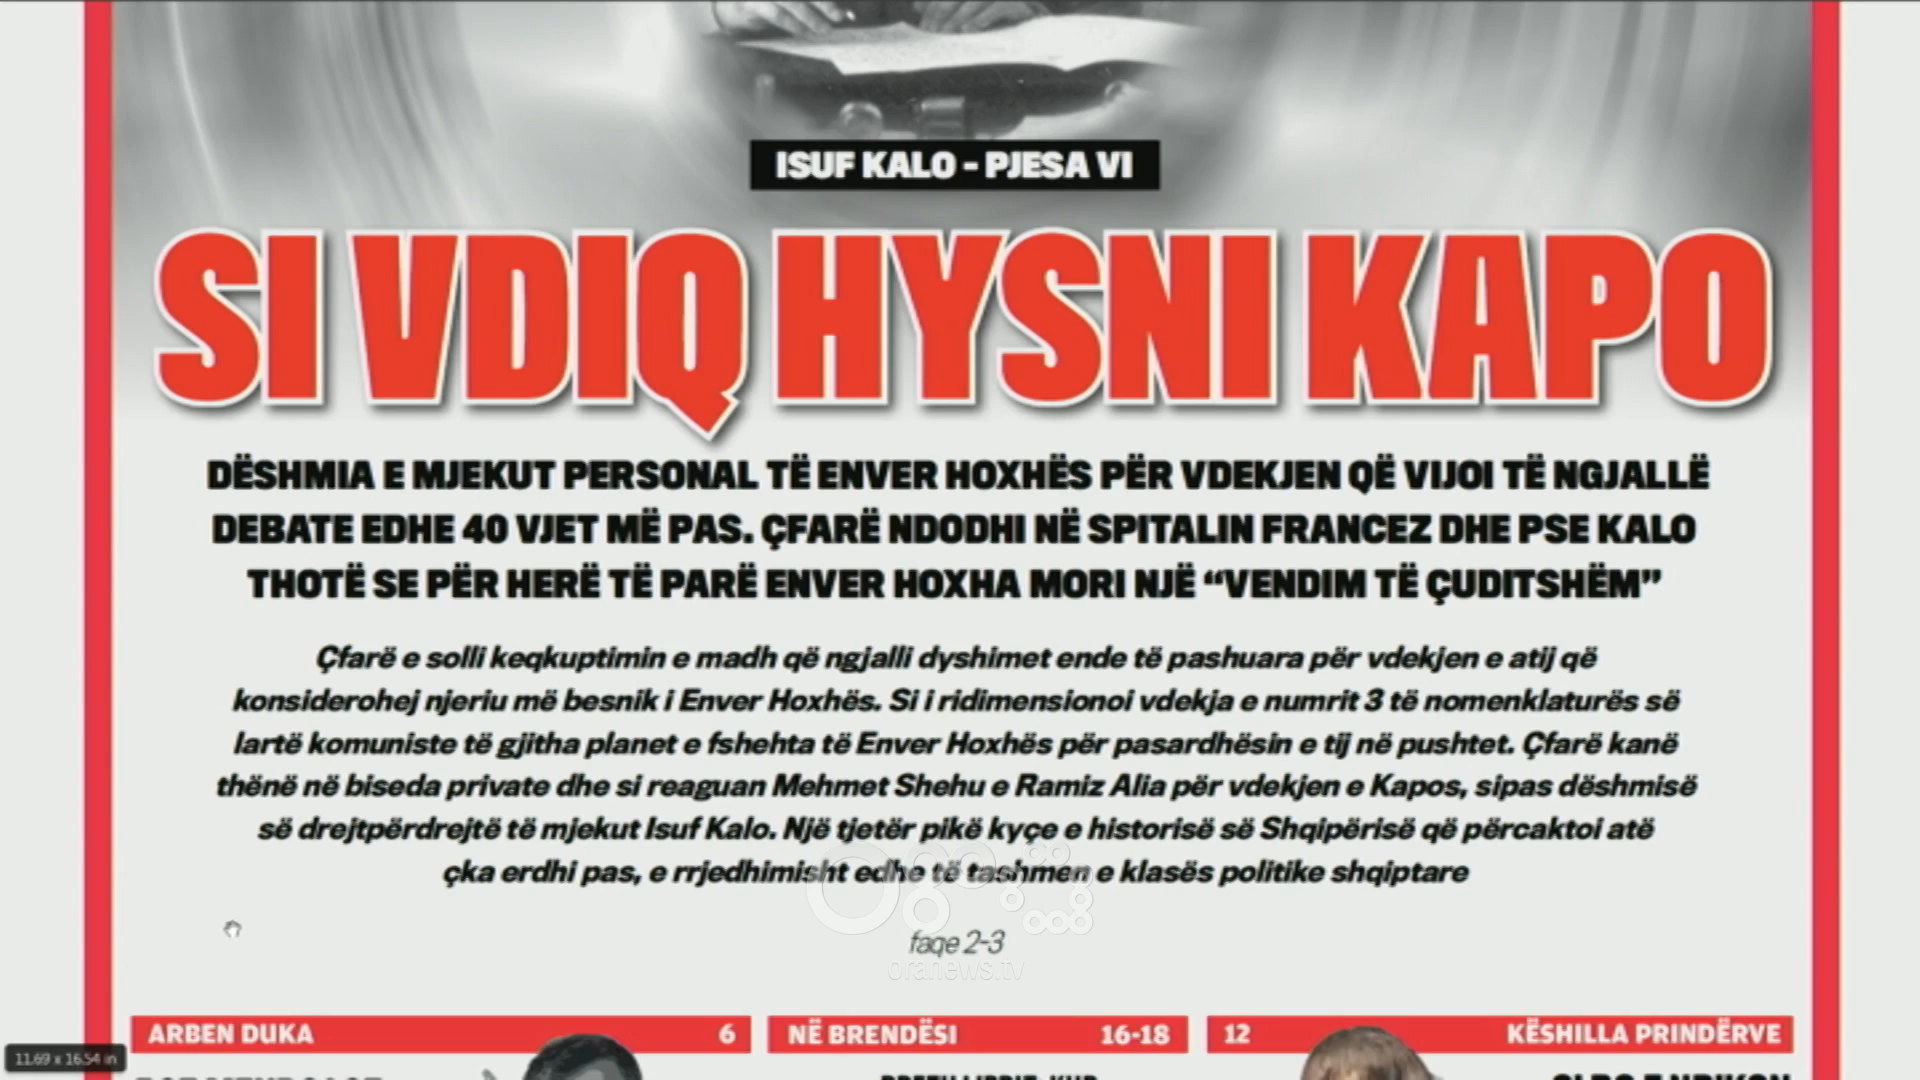 ISUF KALO - PJESA VI
SI VDIQ HYSNI KAPO
DËSHMIA E MJEKUT PERSONAL TË ENVER HOXHËS PËR VDEKJEN QË VIJOI TË NGJALLË
DEBATE EDHE 40 VJET MË PAS. ÇFARË NDODHI NË SPITALIN FRANCEZ DHE PSE KALO
THOTË SE PËR HERË TË PARË ENVER HOXHA MORI NJË “VENDIM TË ÇUDITSHËM”
Çfarë e solli keqkuptimin e madh që ngjalli dyshimet ende të pashuara për vdekjen e atij që
konsiderohej njeriu më besnik i Enver Hoxhës. Si i ridimensionoi vdekja e numrit 3 të nomenklaturës së
lartë komuniste të gjitha planet e fshehta të Enver Hoxhës për pasardhësin e tij në pushtet. Çfarë kanë
thënë në biseda private dhe si reaguan Mehmet Shehu e Ramiz Alia për vdekjen e Kapos, sipas dëshmisë
së drejtpërdrejtë të mjekut Isuf Kalo. Një tjetër pikë kyçe e historisë së Shqipërisë që përcaktoi atë
çka erdhi pas, e rrjedhimisht edhe të tashmen e klasës politike shqiptare
faqe 2-3
oranews.tv
ARBEN DUKA 6
NË BRENDËSI 16-18
12 KËSHILLA PRINDËRVE
11.69 x 16.54 in